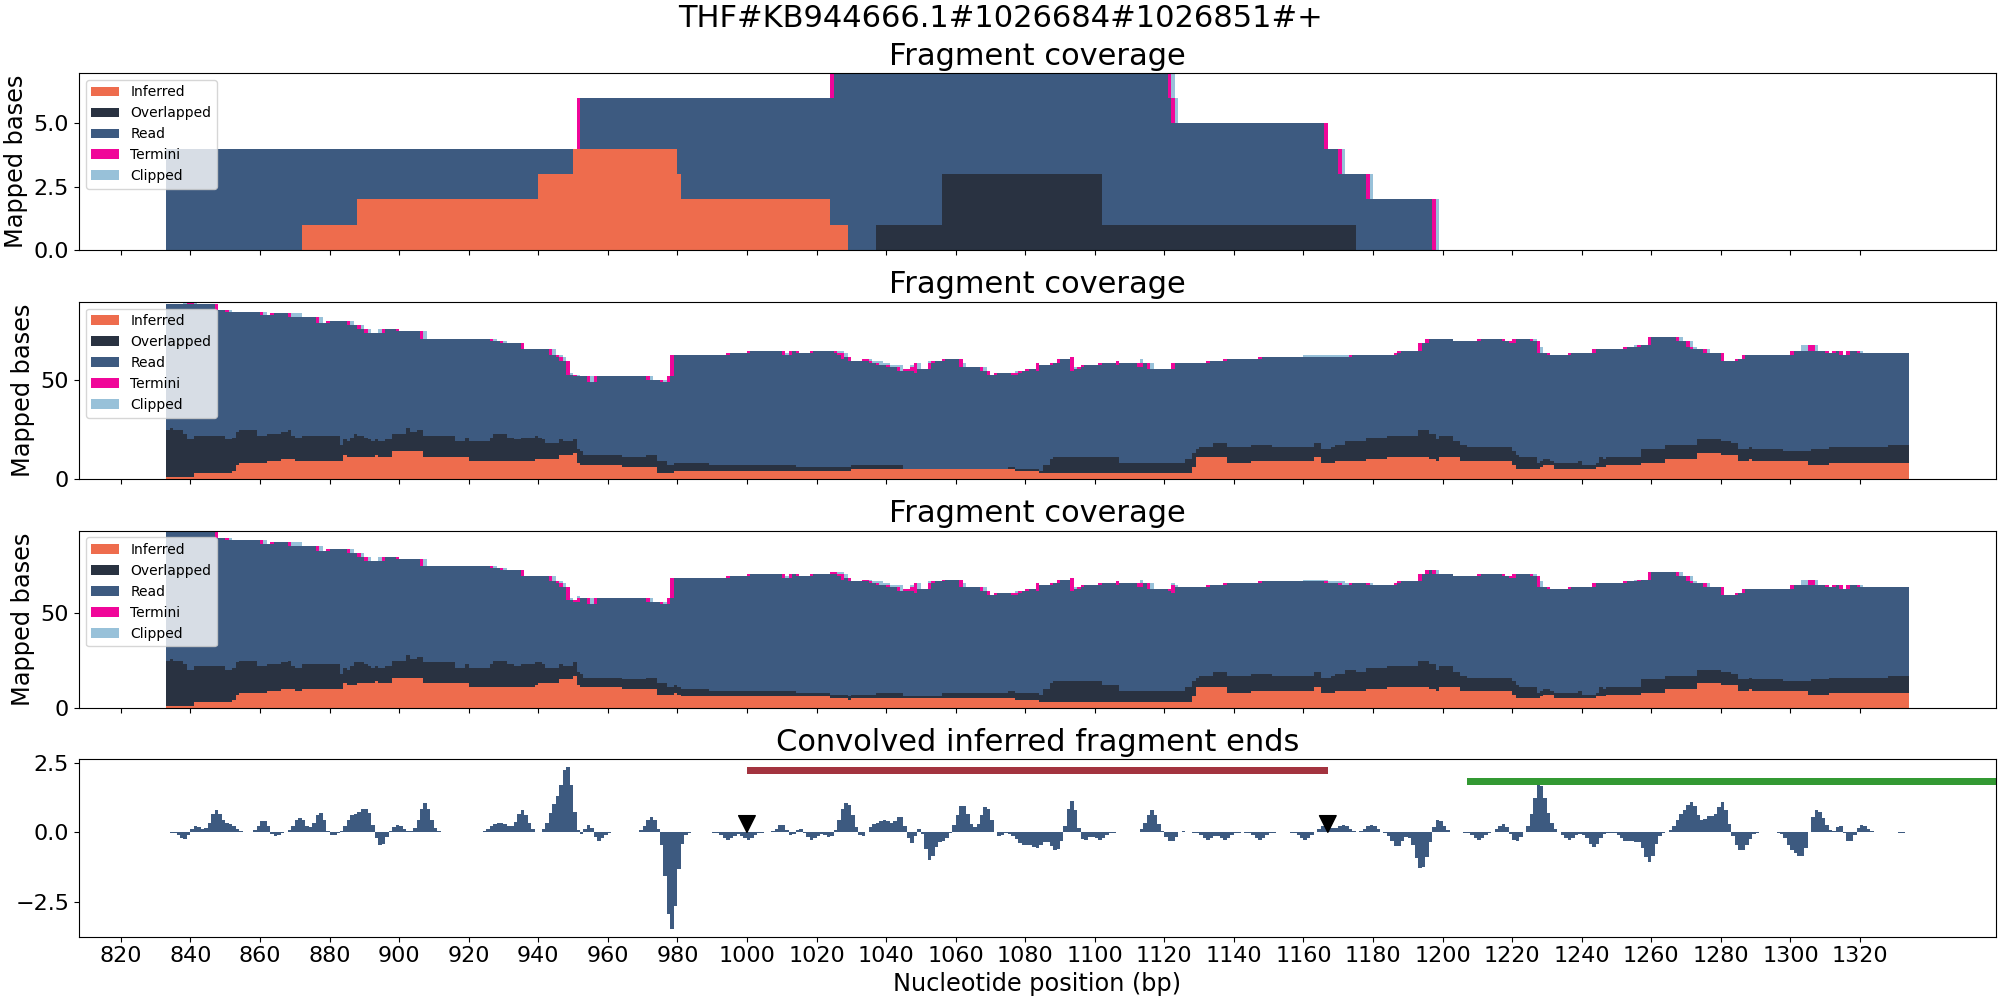 THF#KB944666.1#1026684#1026851#+
Fragment coverage
Mapped bases
5.0
2.5
0.0
Inferred
Overlapped
Read
Termini
Clipped
Fragment coverage
Mapped bases
50
0
Inferred
Overlapped
Read
Termini
Clipped
Fragment coverage
Mapped bases
50
0
Inferred
Overlapped
Read
Termini
Clipped
Convolved inferred fragment ends
2.5
0.0
−2.5
820 840 860 880 900 920 940 960 980 1000 1020 1040 1060 1080 1100 1120 1140 1160 1180 1200 1220 1240 1260 1280 1300 1320
Nucleotide position (bp)